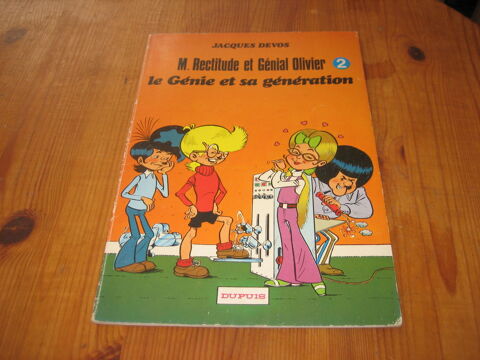 JACQUES DEVOS
M. Rectitude et Génial Olivier 2
le Génie et sa génération
DUPUIS